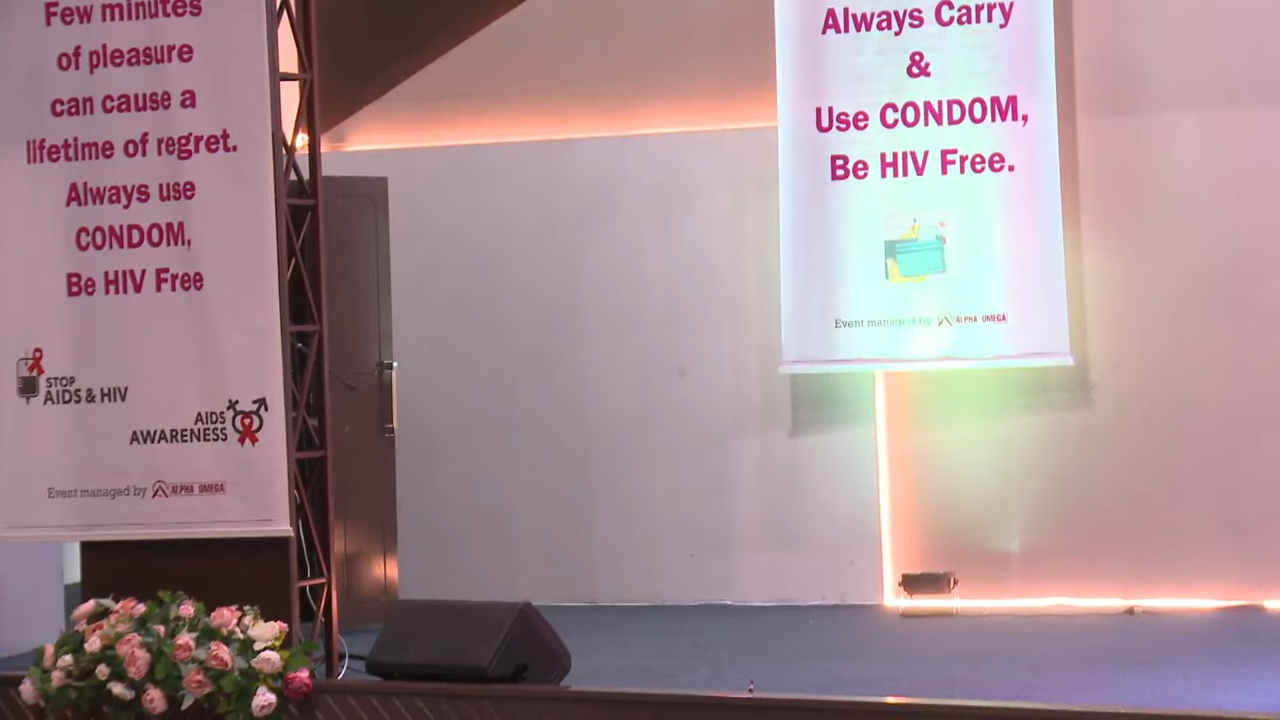 Few minutes
of pleasure
can cause a
lifetime of regret.
Always use
CONDOM,
Be HIV Free
STOP
AIDS & HIV
AIDS
AWARENESS
Event managed by ALPHA OMEGA
Always Carry
&
Use CONDOM,
Be HIV Free.
Event managed by ALPHA OMEGA